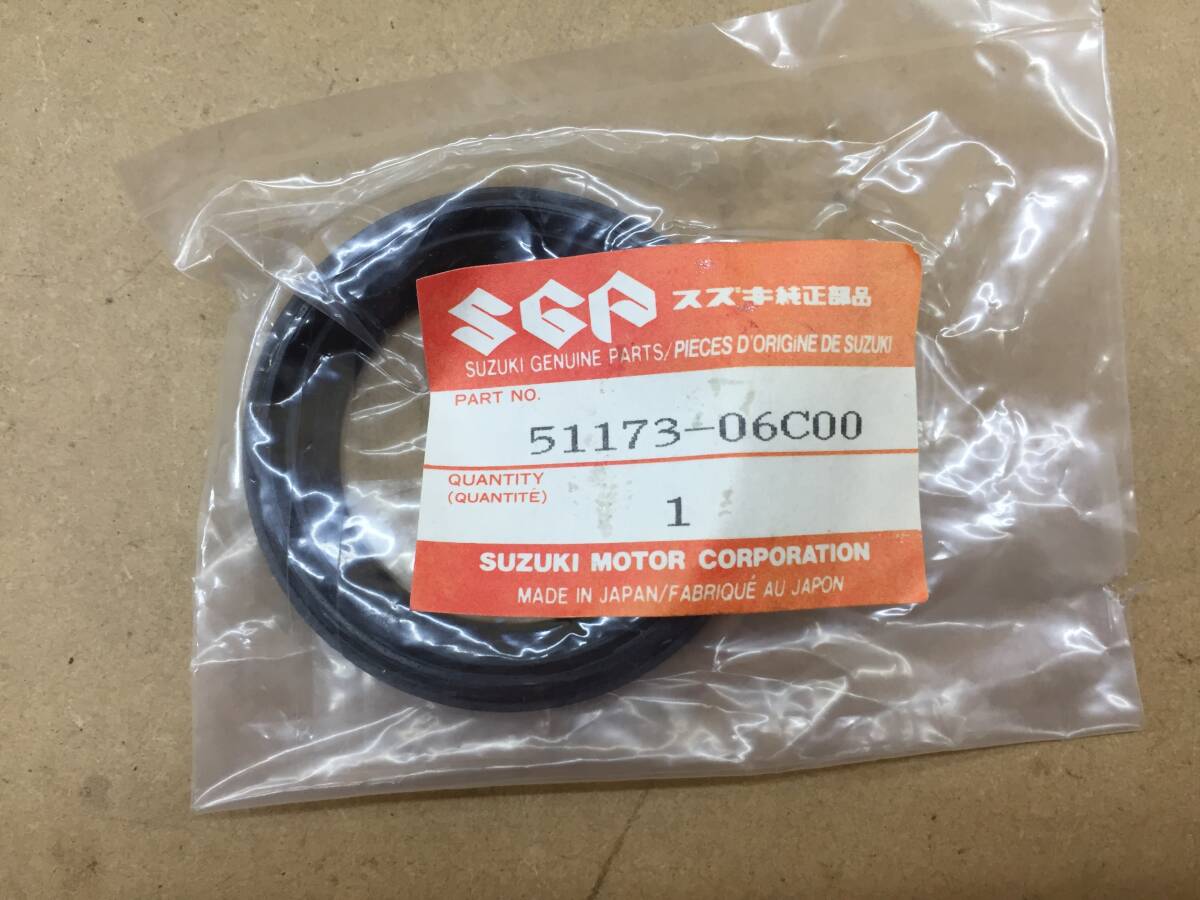 SGP スズキ純正部品
SUZUKI GENUINE PARTS/PIECES D'ORIGINE DE SUZUKI
PART NO.
51173-06C00
QUANTITY
(QUANTITÉ)
1
SUZUKI MOTOR CORPORATION
MADE IN JAPAN/FABRIQUÉ AU JAPON